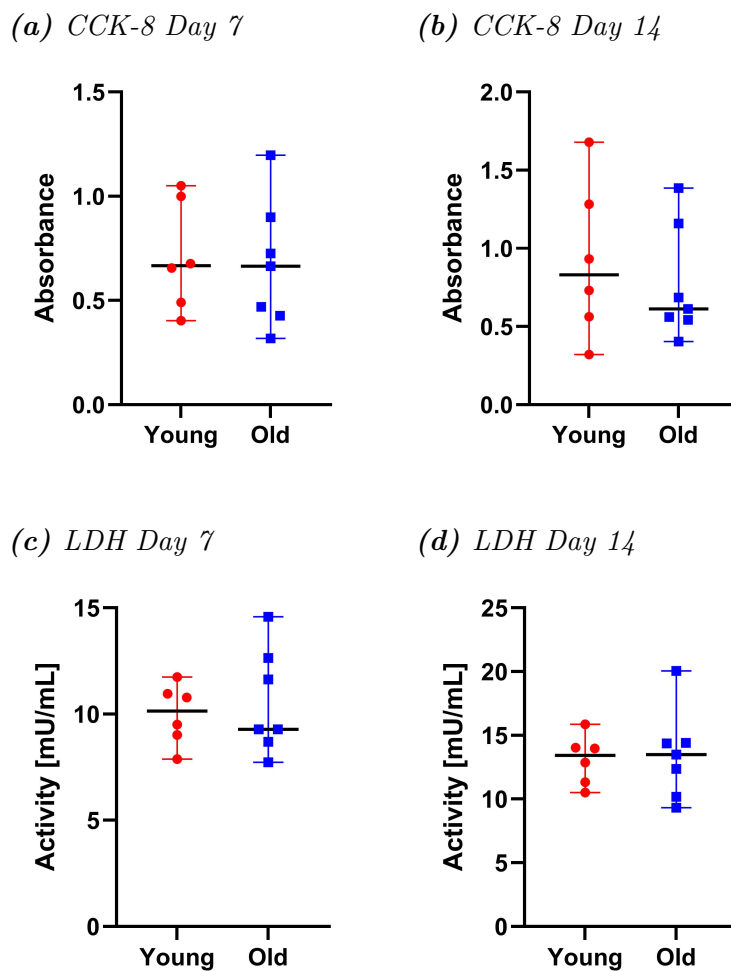 (a) CCK-8 Day 7
(b) CCK-8 Day 14
1.5
1.0
0.5
0.0
Absorbance
Young
Old
2.0
1.5
1.0
0.5
0.0
Absorbance
Young
Old
(c) LDH Day 7
(d) LDH Day 14
15
10
5
0
Activity [mU/mL]
Young
Old
25
20
15
10
5
0
Activity [mU/mL]
Young
Old